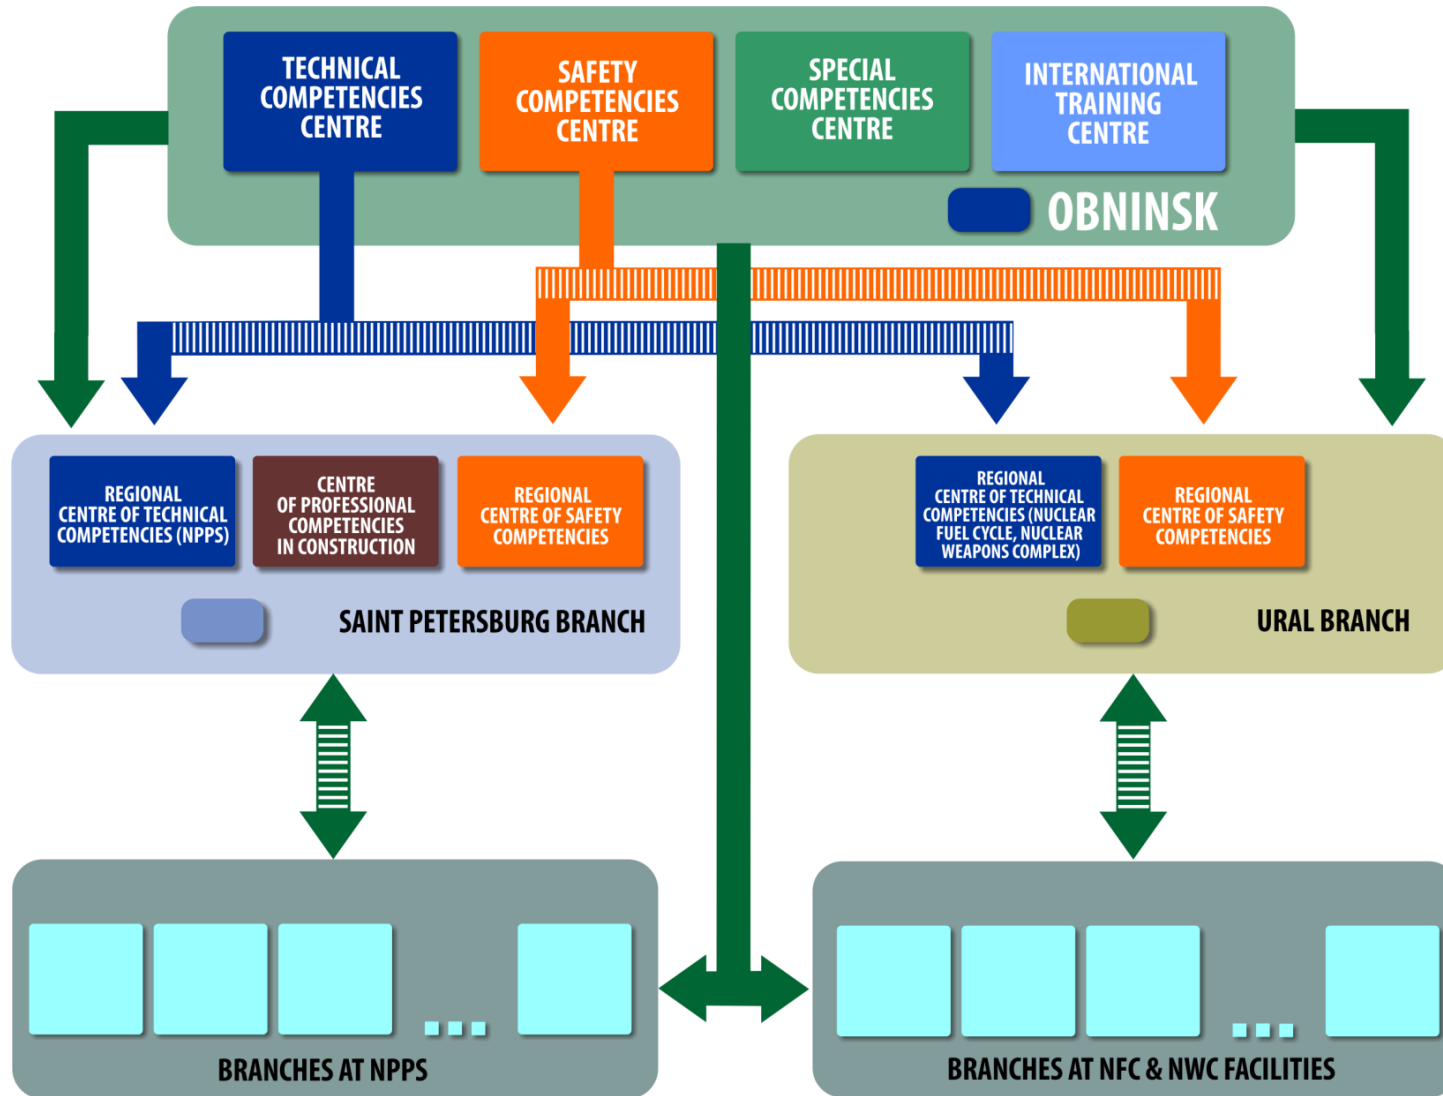 TECHNICAL
COMPETENCIES
CENTRE
SAFETY
COMPETENCIES
CENTRE
SPECIAL
COMPETENCIES
CENTRE
INTERNATIONAL
TRAINING
CENTRE
OBNINSK
REGIONAL
CENTRE OF TECHNICAL
COMPETENCIES (NPPS)
CENTRE
OF PROFESSIONAL
COMPETENCIES
IN CONSTRUCTION
REGIONAL
CENTRE OF SAFETY
COMPETENCIES
SAINT PETERSBURG BRANCH
REGIONAL
CENTRE OF TECHNICAL
COMPETENCIES (NUCLEAR
FUEL CYCLE, NUCLEAR
WEAPONS COMPLEX)
REGIONAL
CENTRE OF SAFETY
COMPETENCIES
URAL BRANCH
...
BRANCHES AT NPPS
...
BRANCHES AT NFC & NWC FACILITIES